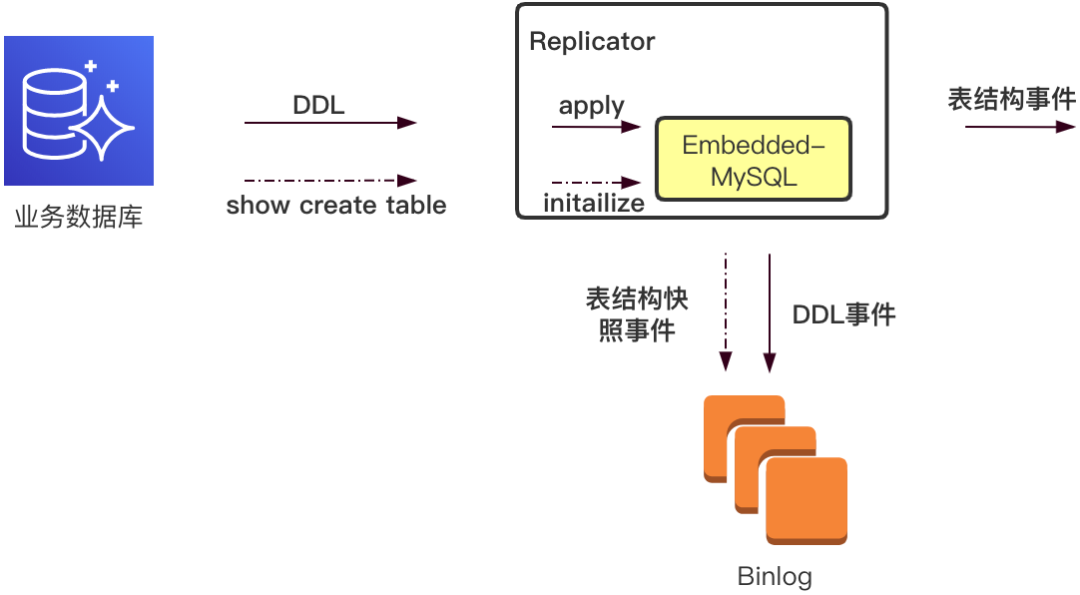 Replicator
DDL
apply
表结构事件
Embedded-
MySQL
show create table
initailize
业务数据库
表结构快
照事件
DDL事件
Binlog